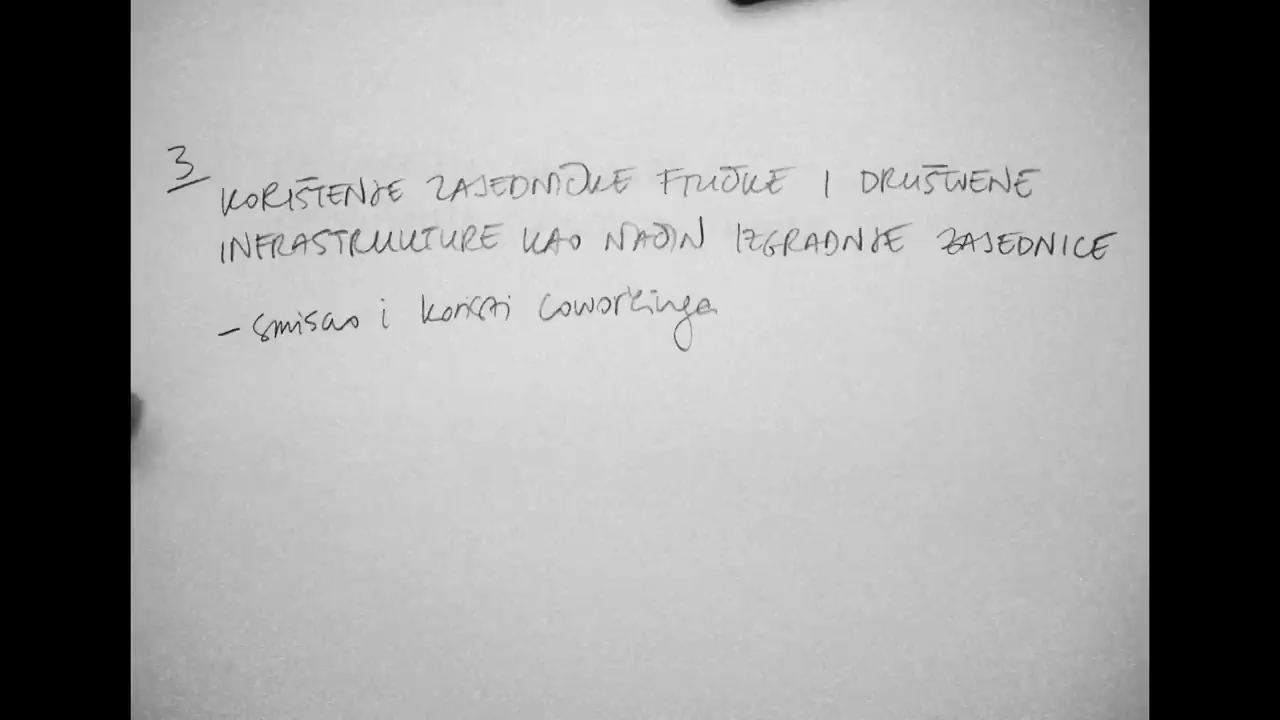 3
KORIŠTENJE ZAJEDNIČKE FIZIČKE I DRUŠTVENE
INFRASTRUKTURE KAO NAČIN IZGRADNJE ZAJEDNICE
- smisao i koristi coworkinga